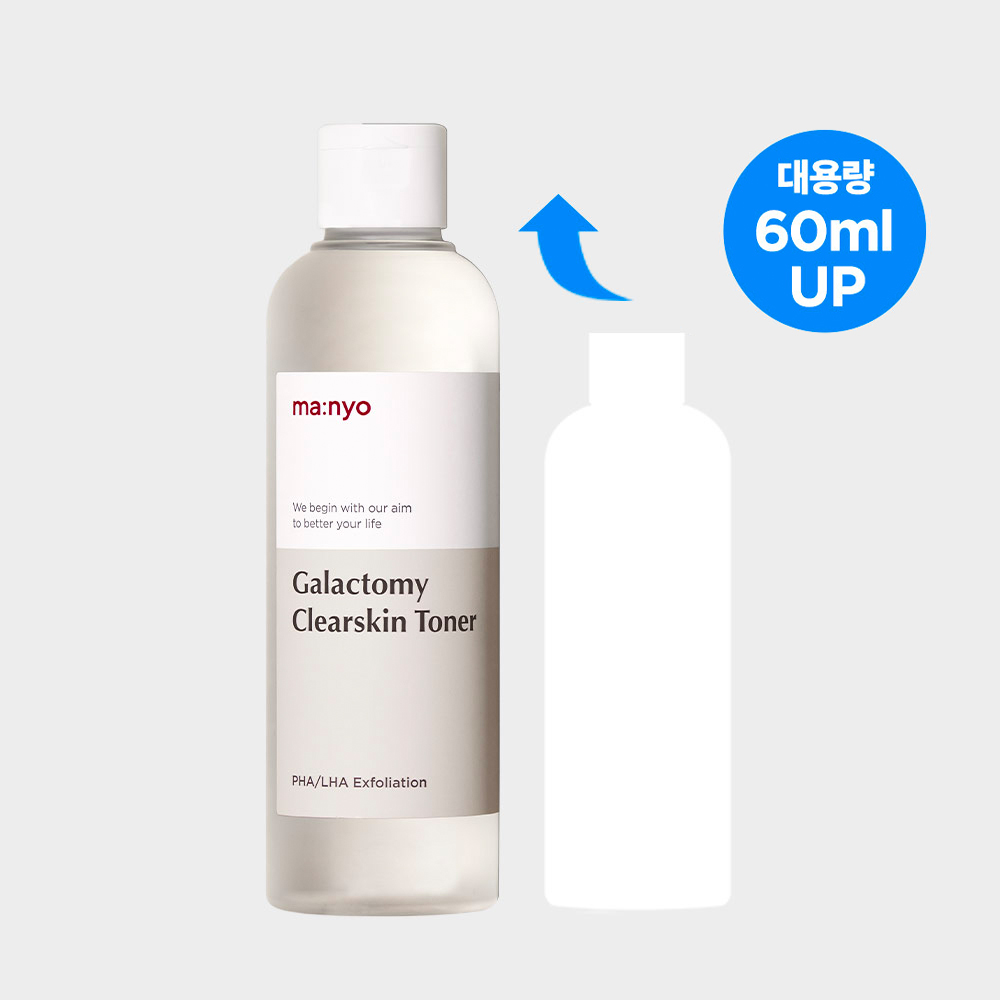 ma:nyo
We begin with our aim
to better your life
Galactomy
Clearskin Toner
PHA/LHA Exfoliation
대용량
60ml
UP